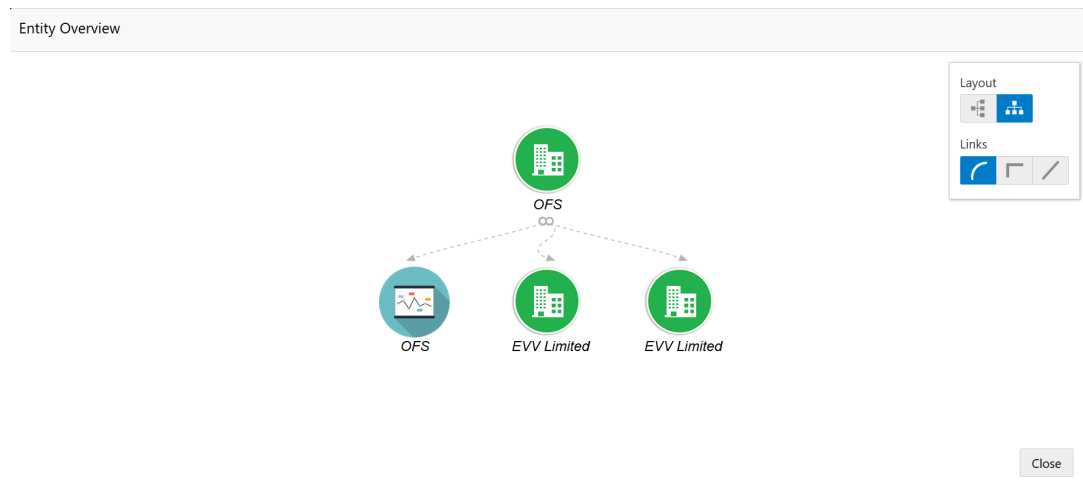 Entity Overview
Layout
Links
OFS
OFS
EVV Limited
EVV Limited
Close